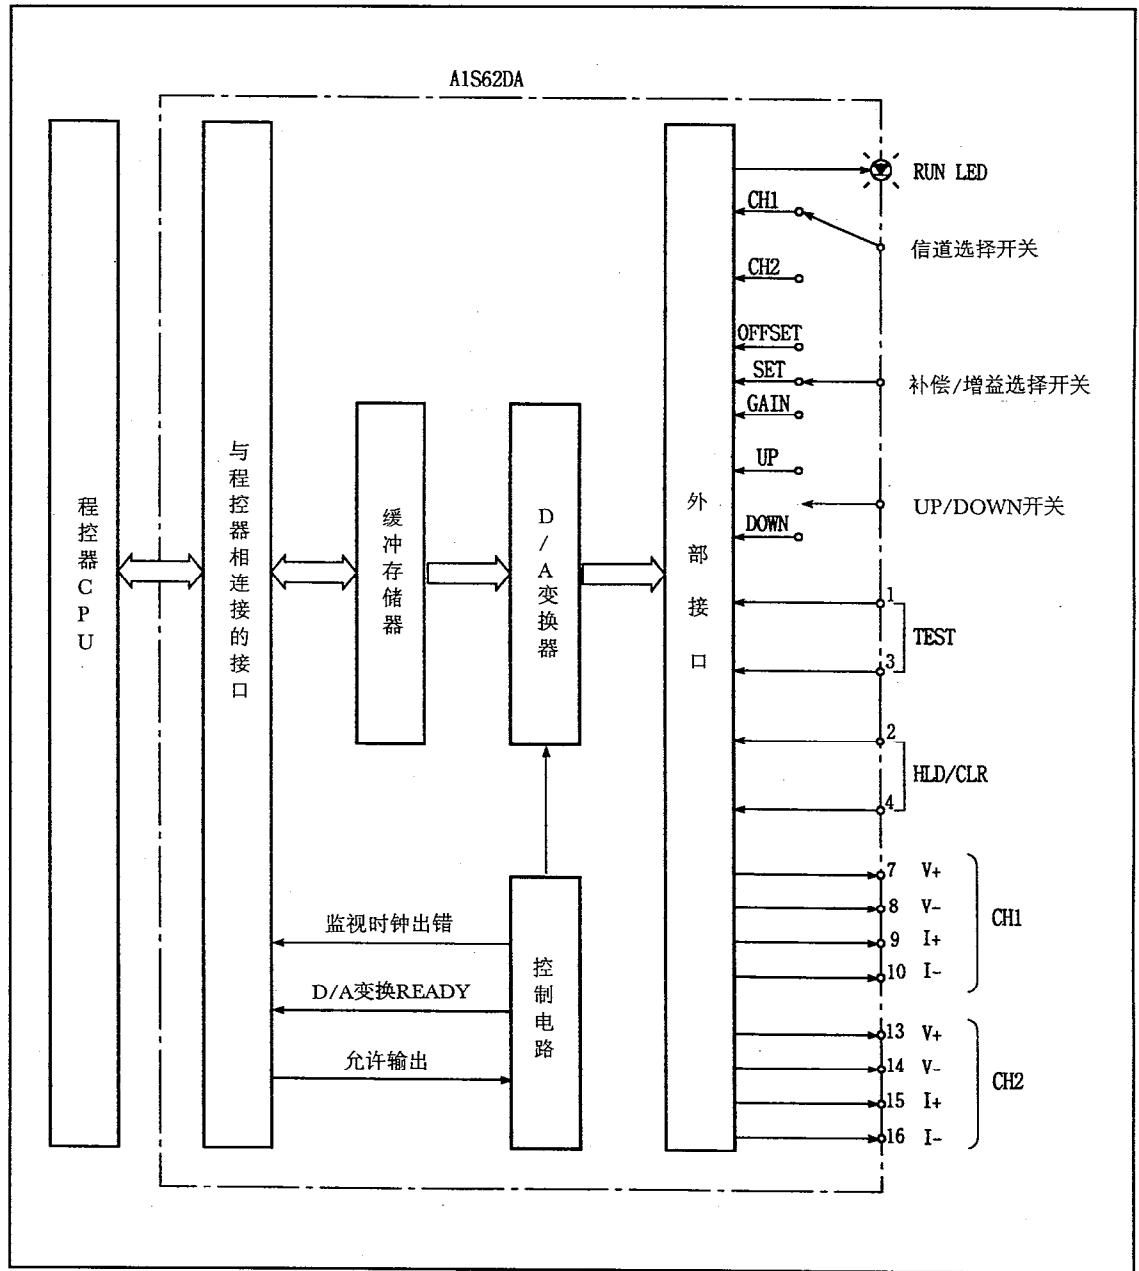 A1S62DA
RUN LED
CH1
信道选择开关
CH2
OFFSET
SET
补偿/增益选择开关
GAIN
UP
UP/DOWN开关
DOWN
程控器CPU
与程控器相连接的接口
缓冲存储器
D/A变换器
外部接口
1
TEST
3
2
HLD/CLR
4
7 V+
8 V-
CH1
9 I+
10 I-
监视时钟出错
D/A变换READY
允许输出
控制电路
13 V+
14 V-
CH2
15 I+
16 I-